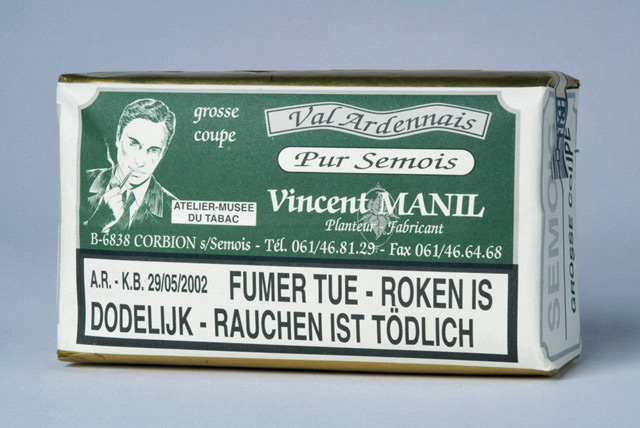 grosse
coupe
Val Ardennais
Pur Semois
ATELIER-MUSEE
DU TABAC
Vincent MANIL
Planteur Fabricant
B-6838 CORBION s/Semois - Tél. 061/46.81.29 - Fax 061/46.64.68
A.R. - K.B. 29/05/2002 FUMER TUE - ROKEN IS
DODELIJK - RAUCHEN IST TÖDLICH
GROSSE COUPE